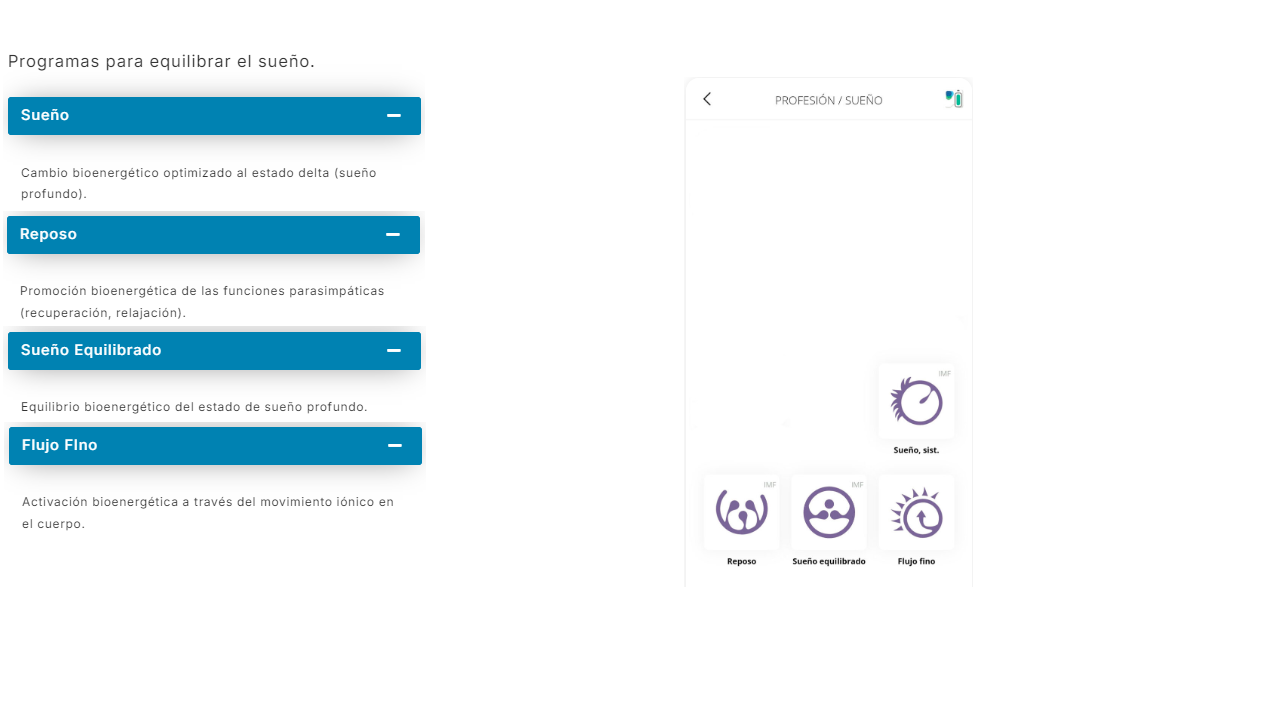 Programas para equilibrar el sueño.
Sueño
Cambio bioenergético optimizado al estado delta (sueño
profundo).
Reposo
Promoción bioenergética de las funciones parasimpáticas
(recuperación, relajación).
Sueño Equilibrado
Equilibrio bioenergético del estado de sueño profundo.
Flujo FIno
Activación bioenergética a través del movimiento iónico en
el cuerpo.
PROFESIÓN / SUEÑO
IMF
Sueño, sist.
IMF
IMF
Reposo
Sueño equilibrado
Flujo fino